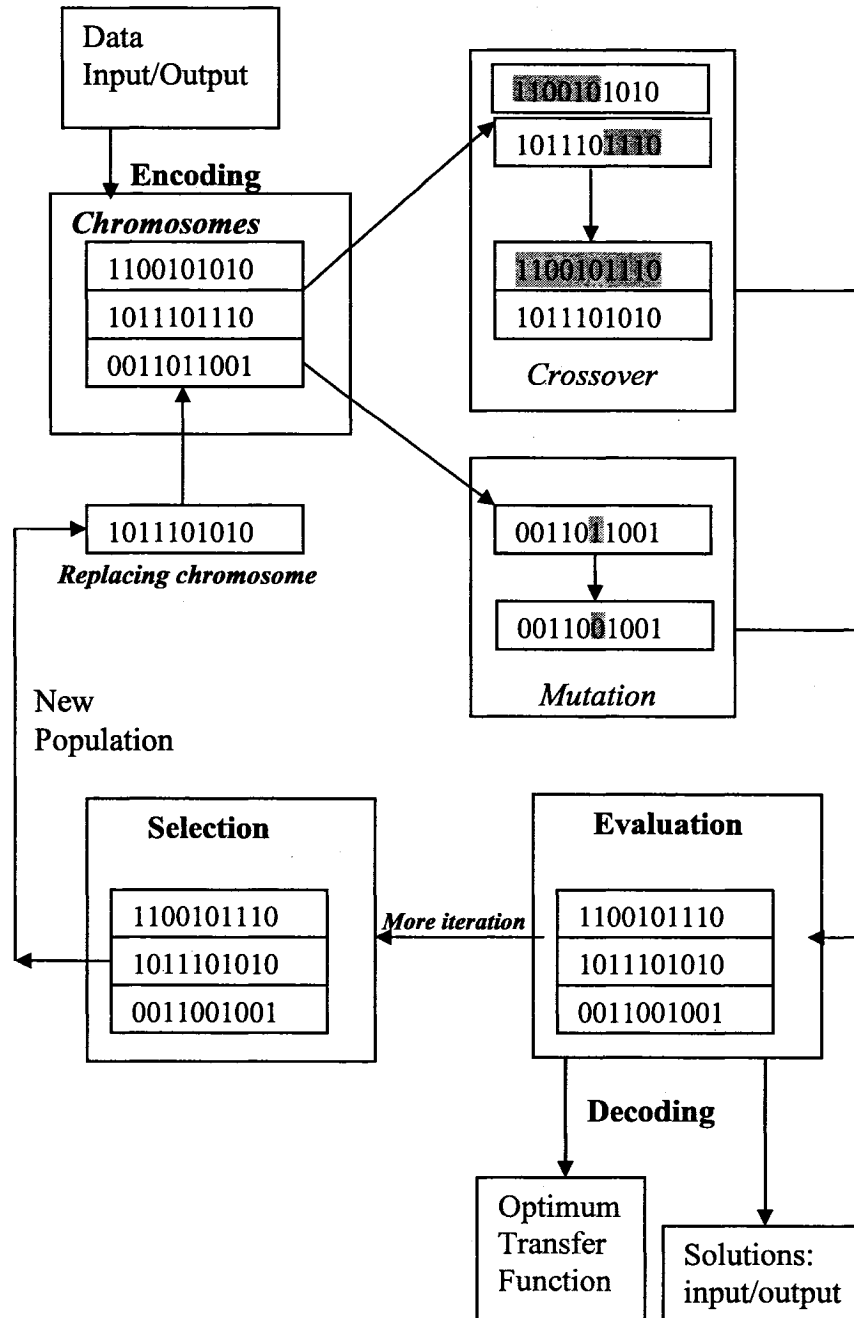 Data
Input/Output
Encoding
Chromosomes
1100101010
1011101110
0011011001
1100101010
1011101110
1100101110
1011101010
Crossover
1011101010
Replacing chromosome
0011011001
0011001001
Mutation
New
Population
Selection
1100101110
1011101010
0011001001
More iteration
Evaluation
1100101110
1011101010
0011001001
Decoding
Optimum
Transfer
Function
Solutions:
input/output